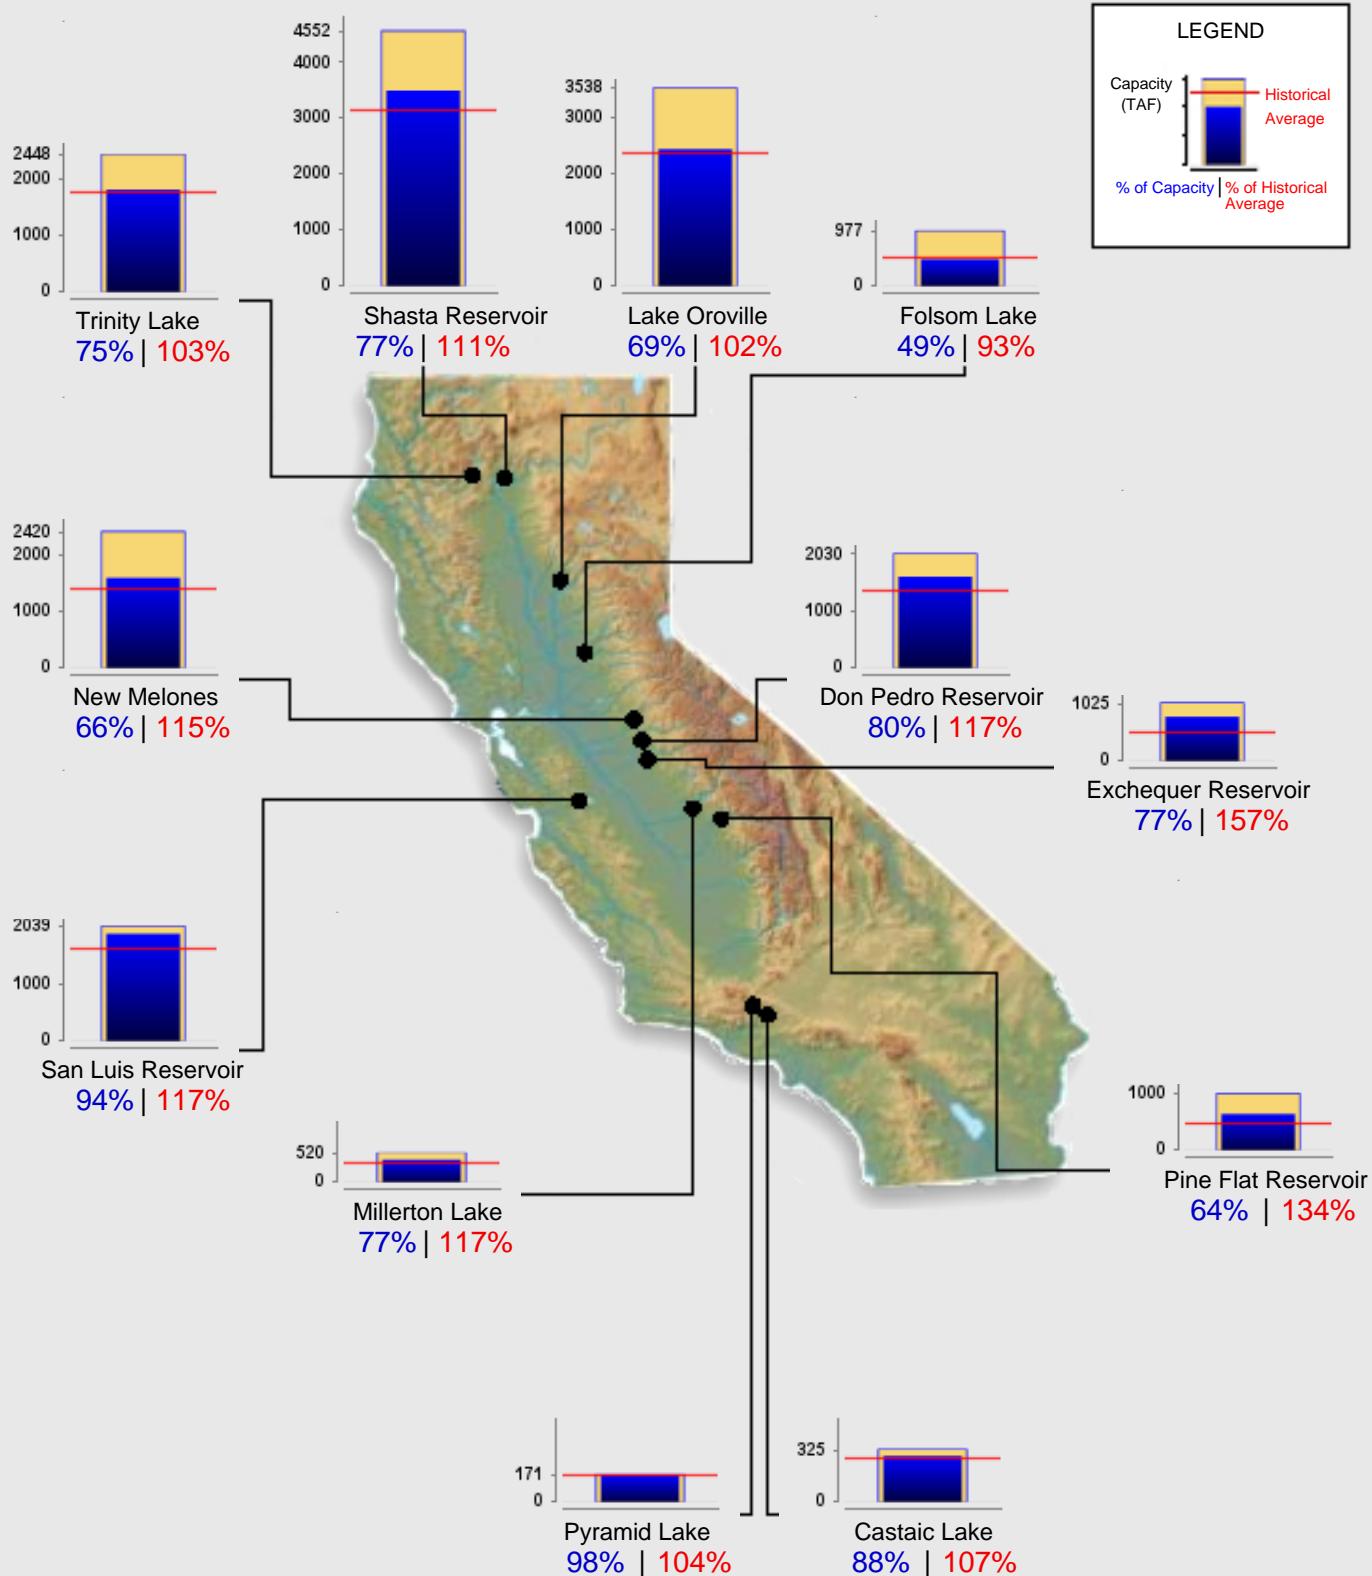 LEGEND
Capacity
(TAF)
Historical
Average
% of Capacity | % of Historical
Average
4552
4000
3000
2000
1000
0
Shasta Reservoir
77% | 111%
3538
3000
2000
1000
0
Lake Oroville
69% | 102%
2448
2000
1000
0
Trinity Lake
75% | 103%
977
0
Folsom Lake
49% | 93%
2420
2000
1000
0
New Melones
66% | 115%
2030
1000
0
Don Pedro Reservoir
80% | 117%
1025
0
Exchequer Reservoir
77% | 157%
2039
1000
0
San Luis Reservoir
94% | 117%
520
0
Millerton Lake
77% | 117%
1000
0
Pine Flat Reservoir
64% | 134%
171
0
Pyramid Lake
98% | 104%
325
0
Castaic Lake
88% | 107%